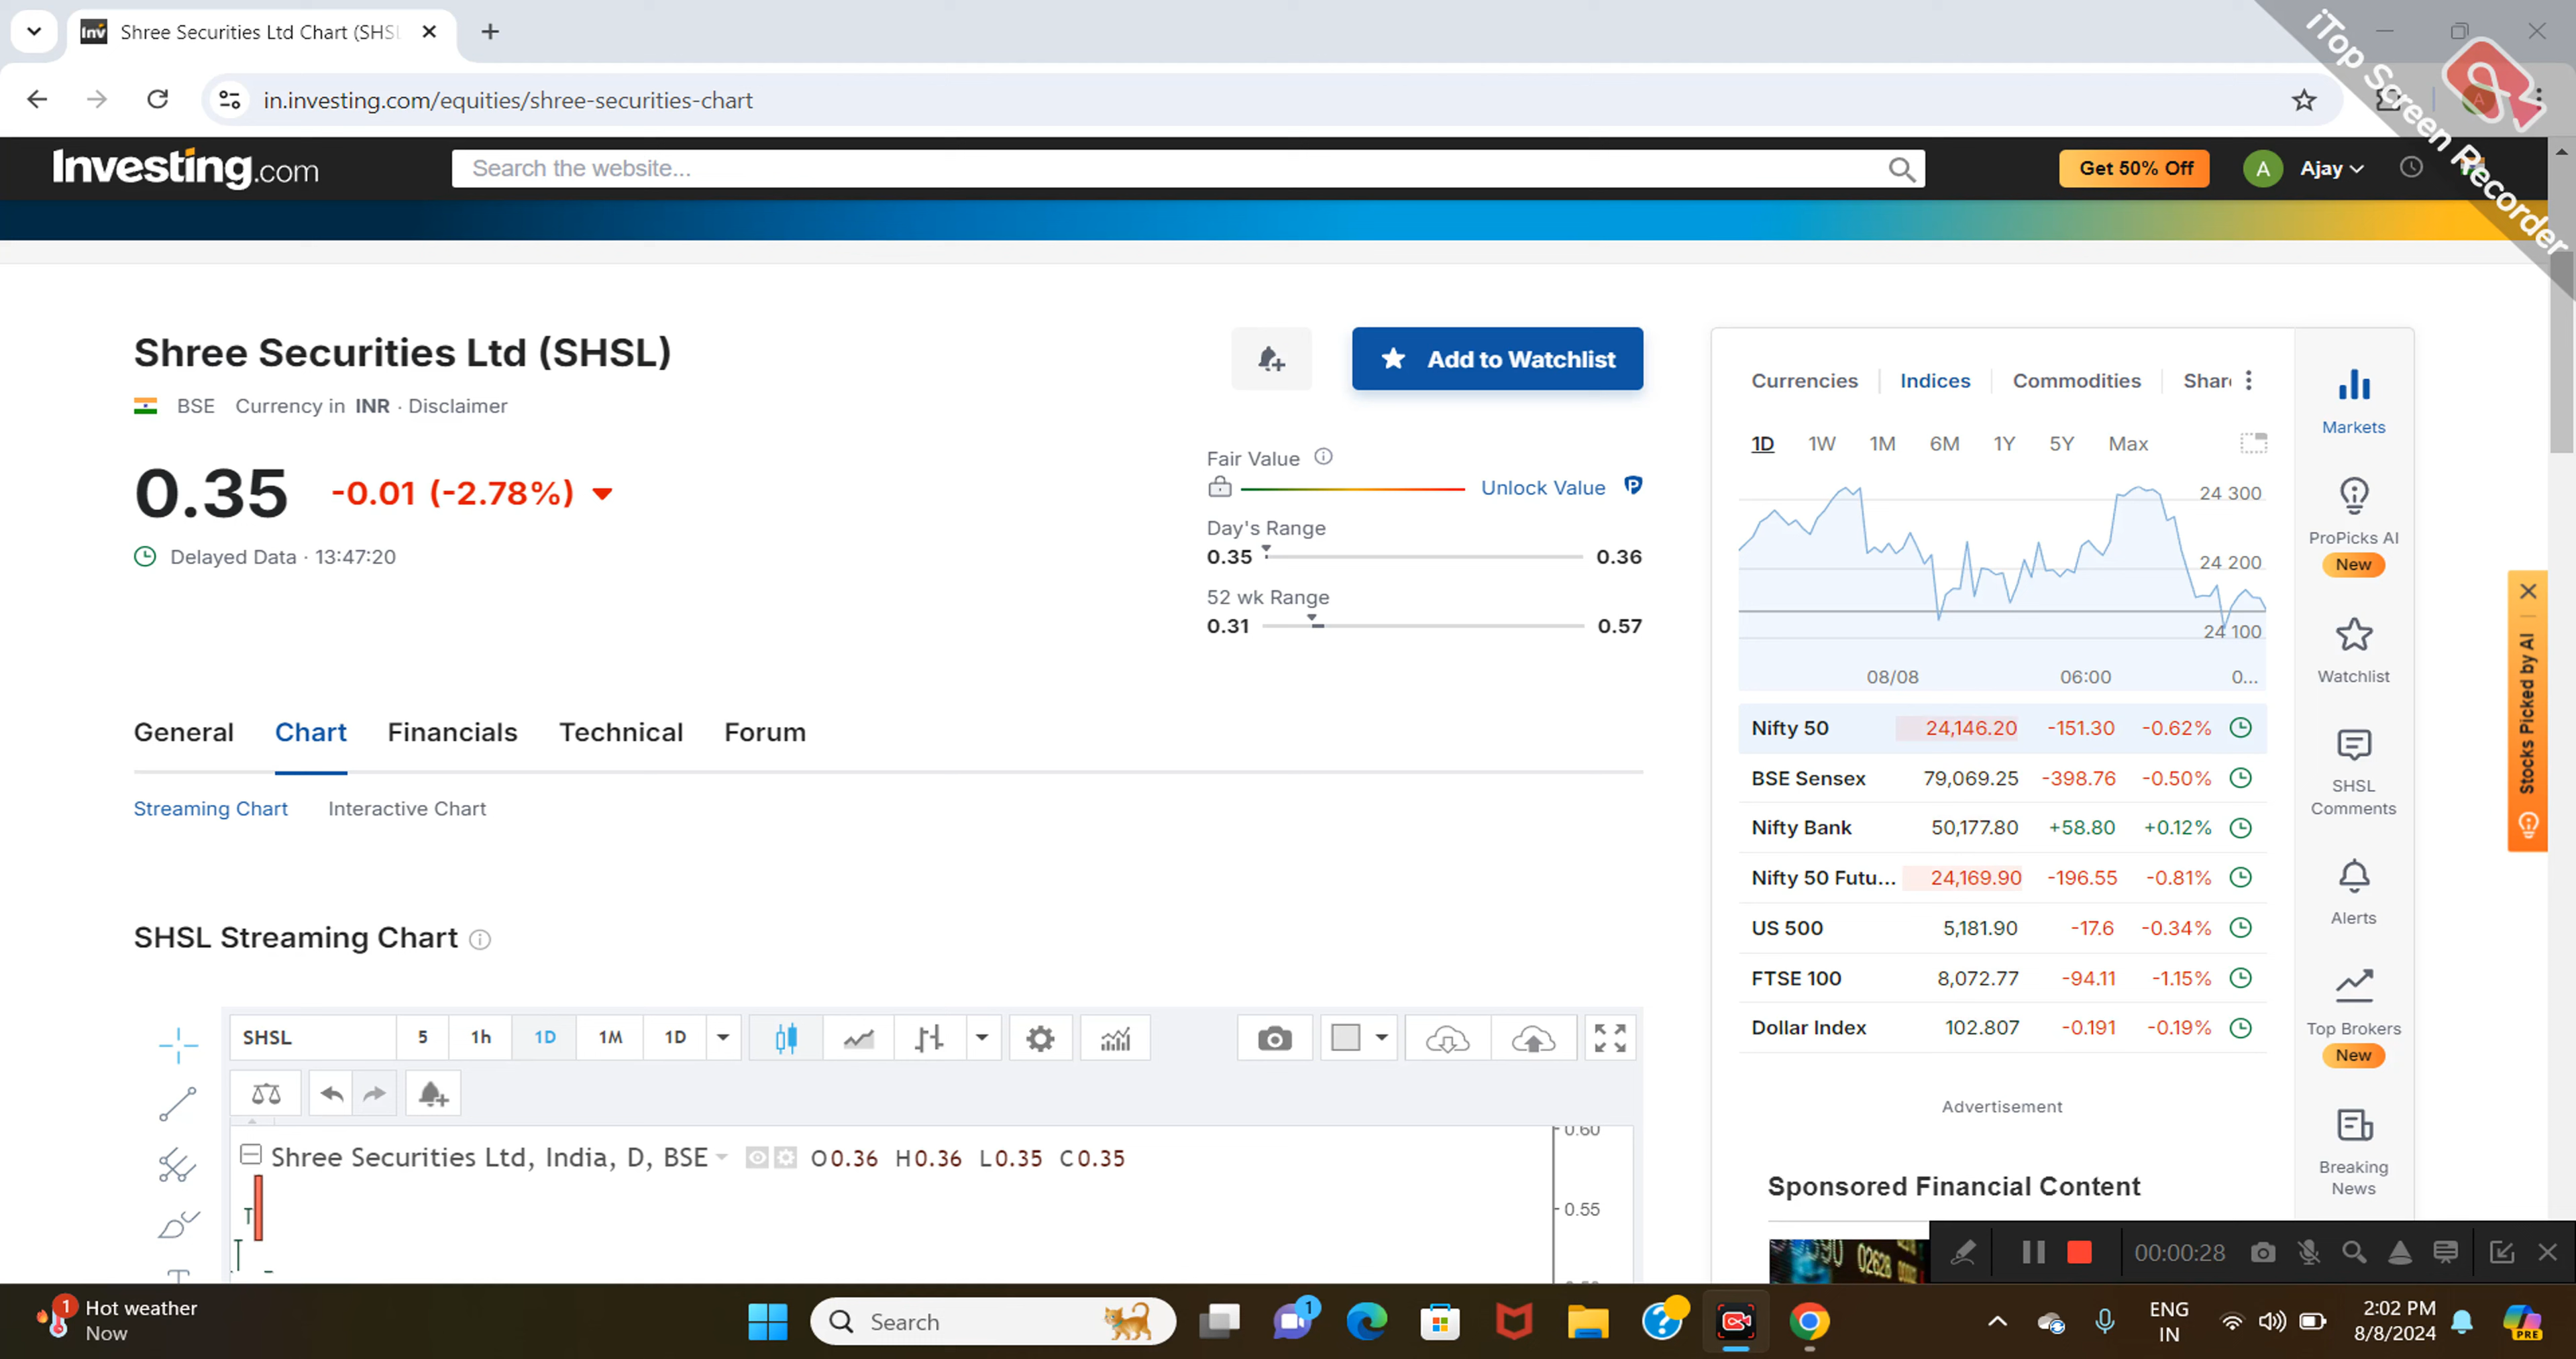 Shree Securities Ltd Chart (SHSL
in.investing.com/equities/shree-securities-chart
iTop Screen Recorder
Investing.com
Search the website...
Get 50% Off
A
Ajay
Shree Securities Ltd (SHSL)
BSE Currency in INR · Disclaimer
0.35 -0.01 (-2.78%)
Delayed Data · 13:47:20
Add to Watchlist
Fair Value
Unlock Value
Day's Range
0.35 0.36
52 wk Range
0.31 0.57
General Chart Financials Technical Forum
Streaming Chart Interactive Chart
SHSL Streaming Chart
SHSL 5 1h 1D 1M 1D
Shree Securities Ltd, India, D, BSE O0.36 H0.36 L0.35 C0.35
0.60
0.55
Currencies Indices Commodities Shar
1D 1W 1M 6M 1Y 5Y Max
24 300
24 200
24 100
08/08 06:00 0...
Nifty 50 24,146.20 -151.30 -0.62%
BSE Sensex 79,069.25 -398.76 -0.50%
Nifty Bank 50,177.80 +58.80 +0.12%
Nifty 50 Futu... 24,169.90 -196.55 -0.81%
US 500 5,181.90 -17.6 -0.34%
FTSE 100 8,072.77 -94.11 -1.15%
Dollar Index 102.807 -0.191 -0.19%
Advertisement
Sponsored Financial Content
Markets
ProPicks AI
New
Watchlist
SHSL
Comments
Alerts
Top Brokers
New
Breaking
News
Stocks Picked by AI
00:00:28
1
Hot weather
Now
Search
1
ENG
IN
2:02 PM
8/8/2024
PRE